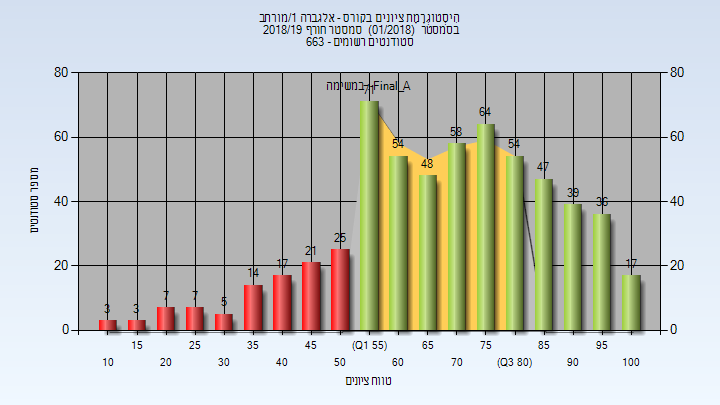 היסטוגרמת ציונים בקורס - אלגברה 1/מורחב
בסמסטר (01/2018) סמסטר חורף 2018/19
סטודנטים רשומים - 663
במשימה - Final_A
מספר סטודנטים
80 80
60 60
40 40
20 20
0 0
3 3 7 7 5 14 17 21 25 71 54 48 58 64 54 47 39 36 17
15 25 35 45 (Q1 55) 65 75 85 95
10 20 30 40 50 60 70 (Q3 80) 90 100
טווח ציונים